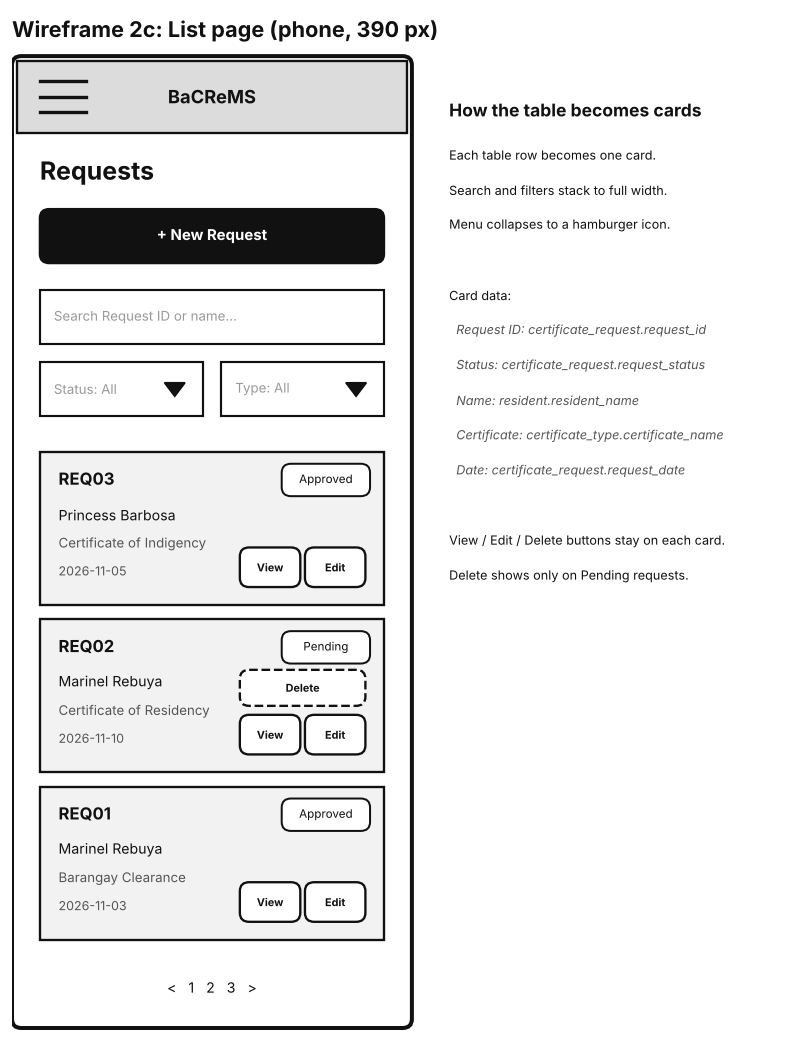 Wireframe 2c: List page (phone, 390 px)
BaCReMS
Requests
+ New Request
Search Request ID or name...
Status: All
Type: All
REQ03
Approved
Princess Barbosa
Certificate of Indigency
2026-11-05
View
Edit
REQ02
Pending
Marinel Rebuya
Delete
Certificate of Residency
2026-11-10
View
Edit
REQ01
Approved
Marinel Rebuya
Barangay Clearance
2026-11-03
View
Edit
< 1 2 3 >
How the table becomes cards
Each table row becomes one card.
Search and filters stack to full width.
Menu collapses to a hamburger icon.
Card data:
Request ID: certificate_request.request_id
Status: certificate_request.request_status
Name: resident.resident_name
Certificate: certificate_type.certificate_name
Date: certificate_request.request_date
View / Edit / Delete buttons stay on each card.
Delete shows only on Pending requests.